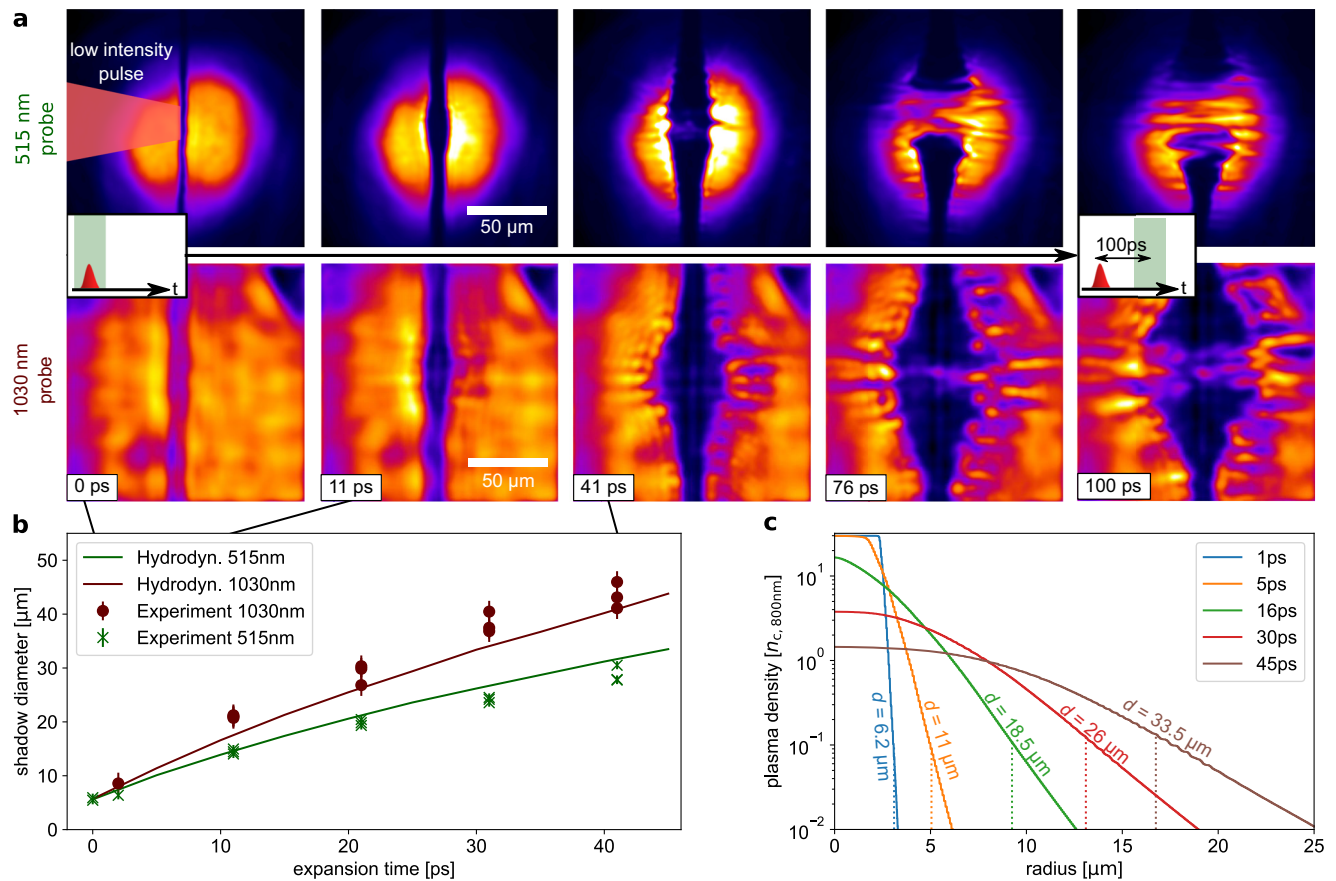 a
low intensity
pulse
515 nm
probe
50 µm
t
100ps
t
1030 nm
probe
50 µm
0 ps
11 ps
41 ps
76 ps
100 ps
b
Hydrodyn. 515nm
Hydrodyn. 1030nm
Experiment 1030nm
Experiment 515nm
shadow diameter [µm]
50
40
30
20
10
0
0
10
20
30
40
expansion time [ps]
c
1ps
5ps
16ps
30ps
45ps
plasma density [n_c, 800nm]
10¹
10⁰
10⁻¹
10⁻²
d = 6.2 µm
d = 11 µm
d = 18.5 µm
d = 26 µm
d = 33.5 µm
0
5
10
15
20
25
radius [µm]